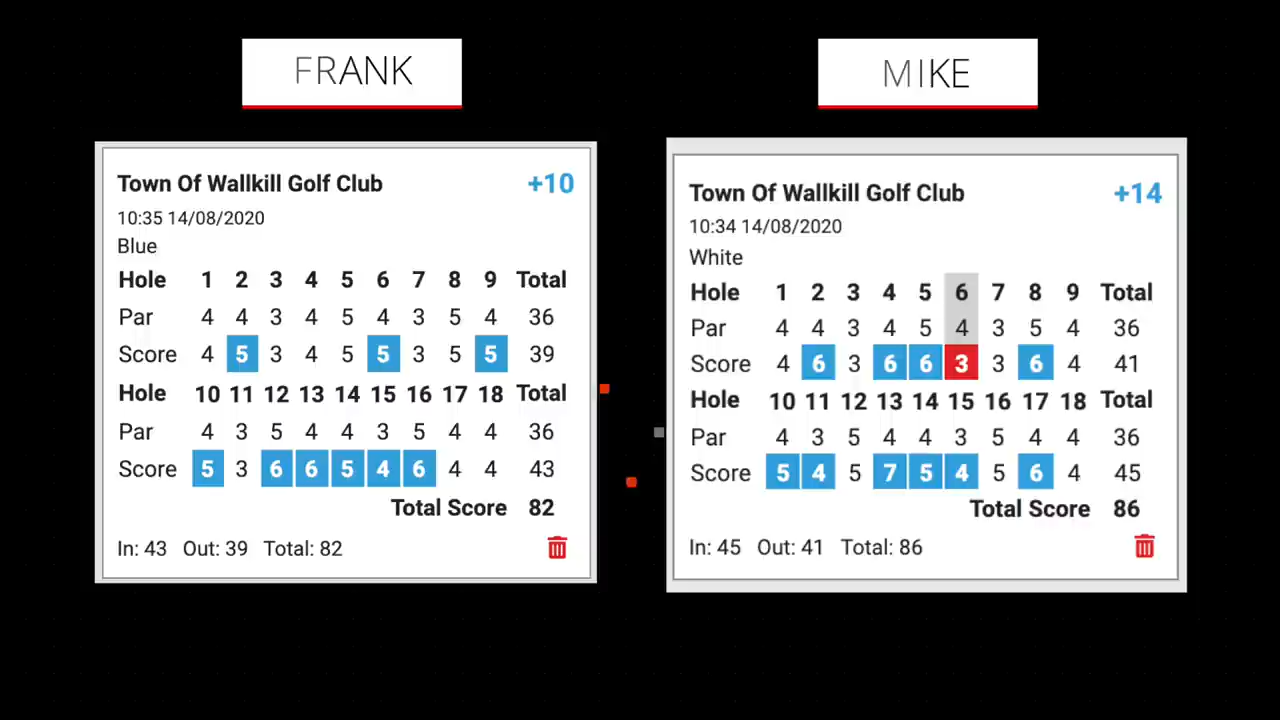 FRANK
Town Of Wallkill Golf Club +10
10:35 14/08/2020
Blue
Hole 1 2 3 4 5 6 7 8 9 Total
Par 4 4 3 4 5 4 3 5 4 36
Score 4 5 3 4 5 5 3 5 5 39
Hole 10 11 12 13 14 15 16 17 18 Total
Par 4 3 5 4 4 3 5 4 4 36
Score 5 3 6 6 5 4 6 4 4 43
Total Score 82
In: 43 Out: 39 Total: 82
MIKE
Town Of Wallkill Golf Club +14
10:34 14/08/2020
White
Hole 1 2 3 4 5 6 7 8 9 Total
Par 4 4 3 4 5 4 3 5 4 36
Score 4 6 3 6 6 3 3 6 4 41
Hole 10 11 12 13 14 15 16 17 18 Total
Par 4 3 5 4 4 3 5 4 4 36
Score 5 4 5 7 5 4 5 6 4 45
Total Score 86
In: 45 Out: 41 Total: 86